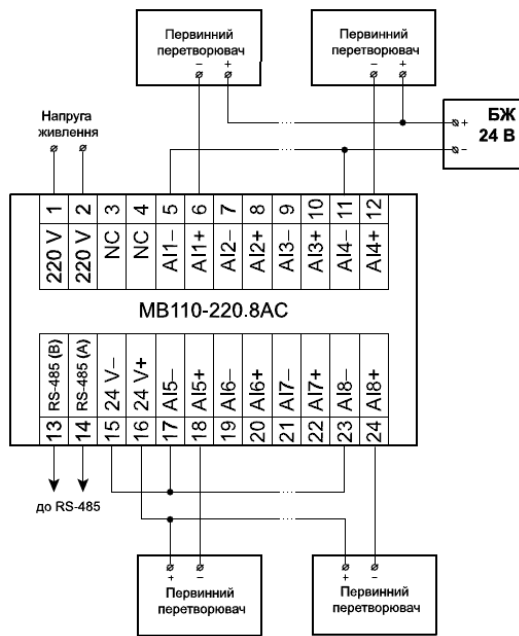 Первинний
перетворювач
– +
Первинний
перетворювач
– +
Напруга
живлення
БЖ
24 В
+
–
1 2 3 4 5 6 7 8 9 10 11 12
220 V 220 V NC NC AI1– AI1+ AI2– AI2+ AI3– AI3+ AI4– AI4+
МВ110-220.8АС
RS-485 (B) RS-485 (A) 24 V– 24 V+ AI5– AI5+ AI6– AI6+ AI7– AI7+ AI8– AI8+
13 14 15 16 17 18 19 20 21 22 23 24
до RS-485
+ –
Первинний
перетворювач
+ –
Первинний
перетворювач